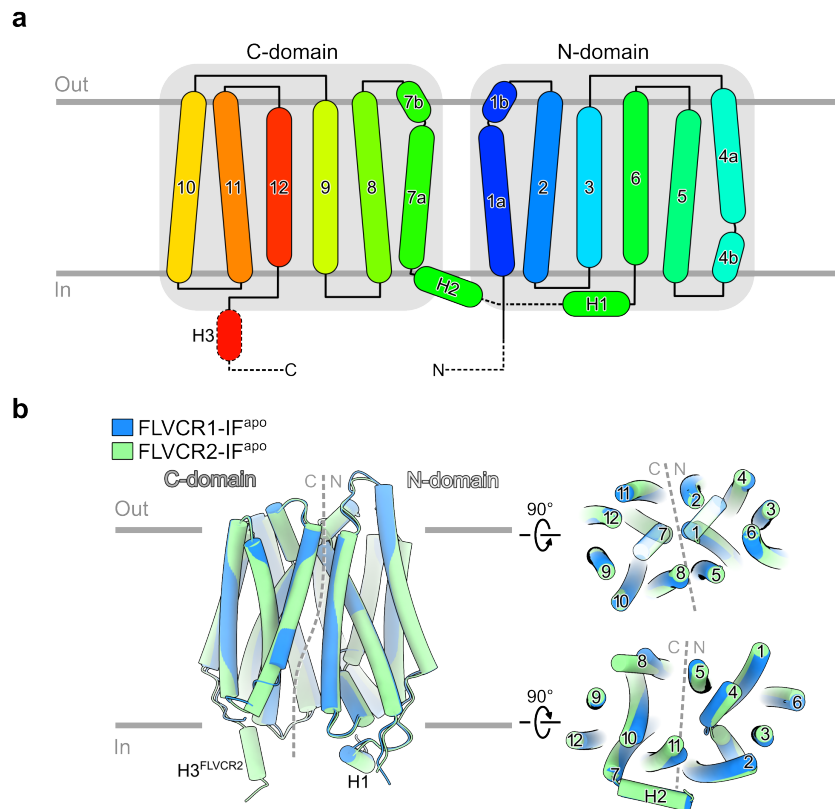 a
C-domain N-domain
Out
7b 1b
10 11 12 9 8 7a 1a 2 3 6 5 4a
4b
In
H2 H1
H3
C N
b
FLVCR1-IFapo
FLVCR2-IFapo
C-domain C N N-domain
Out
In
H3FLVCR2
H1
90°
C N
11 2 4
12 7 1 3
6
9 8 5
10
90°
C N
8 5 1
9 4 6
12 10 11 3
7 2
H2